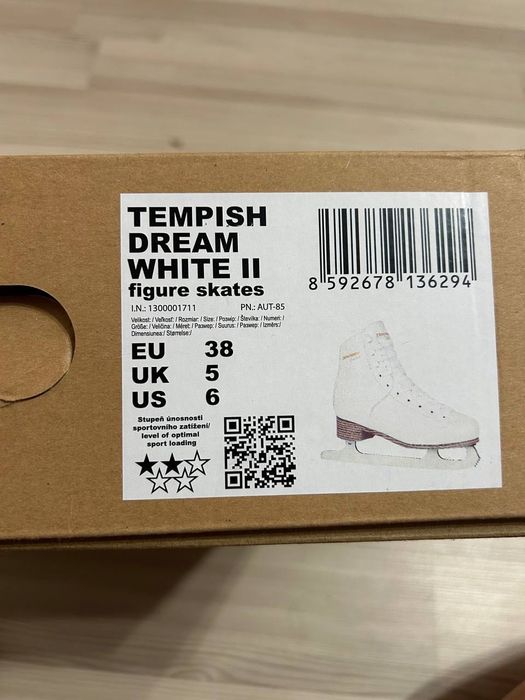 TEMPISH
DREAM
WHITE II
figure skates
8 592678 136294
I.N.: 1300001711
PN.: AUT-85
Velikost: / Veľkosť: / Rozmiar: / Size: / Розмір: / Številka: / Numeri: /
Größe: / Veličina: / Méret: / Размер: / Suurus: / Размер: / Izmērs:/
Dimensiunea:/ Størrelse:/
EU 38
UK 5
US 6
Stupeň únosnosti
sportovního zatížení/
level of optimal
sport loading